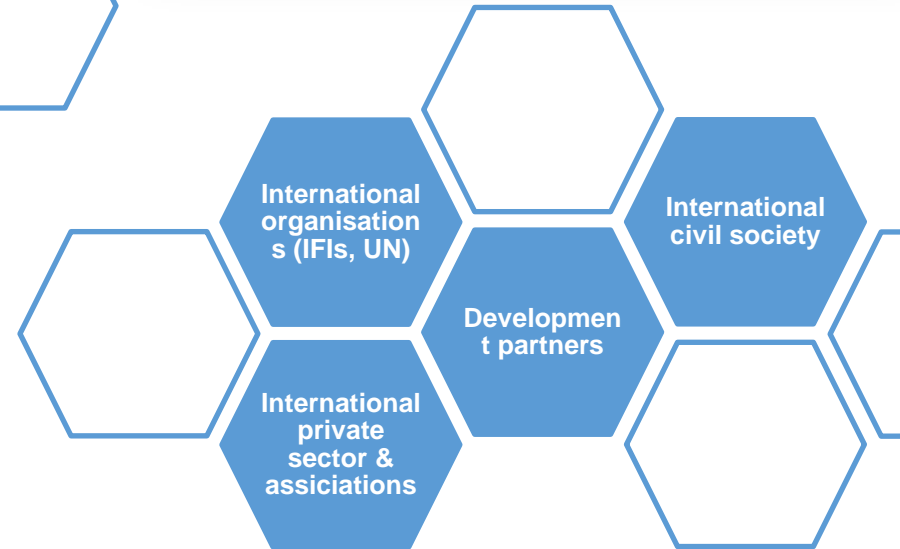 International
organisation
s (IFIs, UN)
International
civil society
Developmen
t partners
International
private
sector &
assiciations